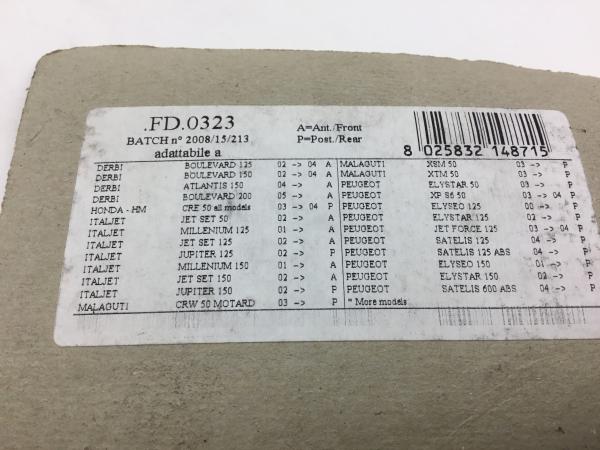 .FD.0323
BATCH n° 2008/15/213
adattabile a
A=Ant./Front
P=Post./Rear
8 025832 148715
DERBI BOULEVARD 125 02 -> 04 A MALAGUTI XSM 50 03 -> P
DERBI BOULEVARD 150 02 -> 04 A MALAGUTI XTM 50 03 -> P
DERBI ATLANTIS 150 04 -> A PEUGEOT ELYSTAR 50 03 -> P
DERBI BOULEVARD 200 05 -> A PEUGEOT XP S6 50 03 -> 04 P
HONDA - HM CRE 50 all models 03 -> 04 P PEUGEOT ELYSEO 125 00 -> P
ITALJET JET SET 50 02 -> A PEUGEOT ELYSTAR 125 02 -> P
ITALJET MILLENIUM 125 01 -> A PEUGEOT JET FORCE 125 03 -> 04 P
ITALJET JET SET 125 02 -> A PEUGEOT SATELIS 125 04 -> P
ITALJET JUPITER 125 02 -> P PEUGEOT SATELIS 125 ABS 04 -> P
ITALJET MILLENIUM 150 01 -> A PEUGEOT ELYSEO 150 01 -> P
ITALJET JET SET 150 02 -> A PEUGEOT ELYSTAR 150 02 -> P
ITALJET JUPITER 150 02 -> P PEUGEOT SATELIS 600 ABS 04 -> P
MALAGUTI CRW 50 MOTARD 03 -> P * More models